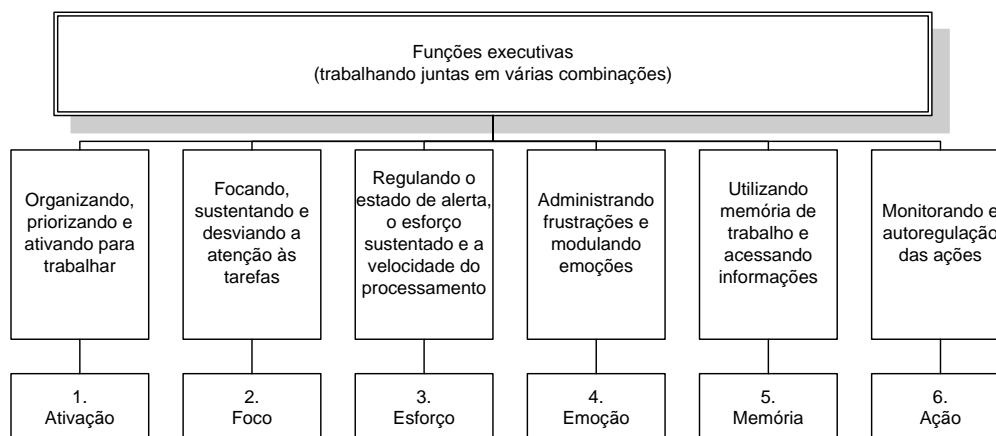 Funções executivas
(trabalhando juntas em várias combinações)
Organizando,
priorizando e
ativando para
trabalhar
Focando,
sustentando e
desviando a
atenção às
tarefas
Regulando o
estado de alerta,
o esforço
sustentado e a
velocidade do
processamento
Administrando
frustrações e
modulando
emoções
Utilizando
memória de
trabalho e
acessando
informações
Monitorando e
autoregulação
das ações
1.
Ativação
2.
Foco
3.
Esforço
4.
Emoção
5.
Memória
6.
Ação